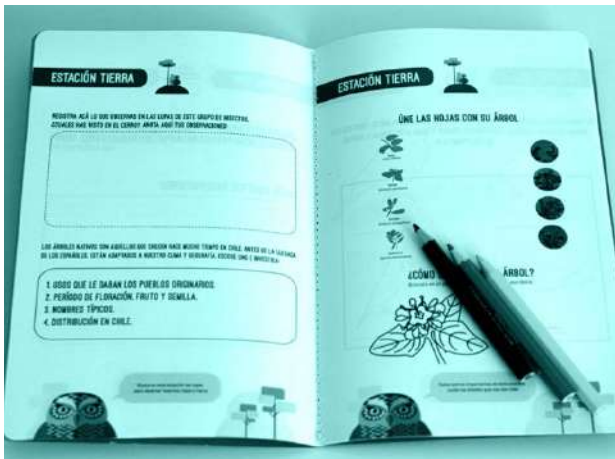 ESTACIÓN TIERRA
REGISTRA ACÁ LO QUE OBSERVAS EN LAS LUPAS DE ESTE GRUPO DE INSECTOS.
¿CUÁLES HAS VISTO EN EL CERRO? ANOTA AQUÍ TUS OBSERVACIONES
LOS ÁRBOLES NATIVOS SON AQUELLOS QUE CRECEN HACE MUCHO TIEMPO EN CHILE, ANTES DE LA LLEGADA
DE LOS ESPAÑOLES. ESTÁN ADAPTADOS A NUESTRO CLIMA Y GEOGRAFÍA. ESCOGE UNO E INVESTIGA:
1. USOS QUE LE DABAN LOS PUEBLOS ORIGINARIOS.
2. PERÍODO DE FLORACIÓN, FRUTO Y SEMILLA.
3. NOMBRES TÍPICOS.
4. DISTRIBUCIÓN EN CHILE.
ESTACIÓN TIERRA
ÚNE LAS HOJAS CON SU ÁRBOL
¿CÓMO ÁRBOL?